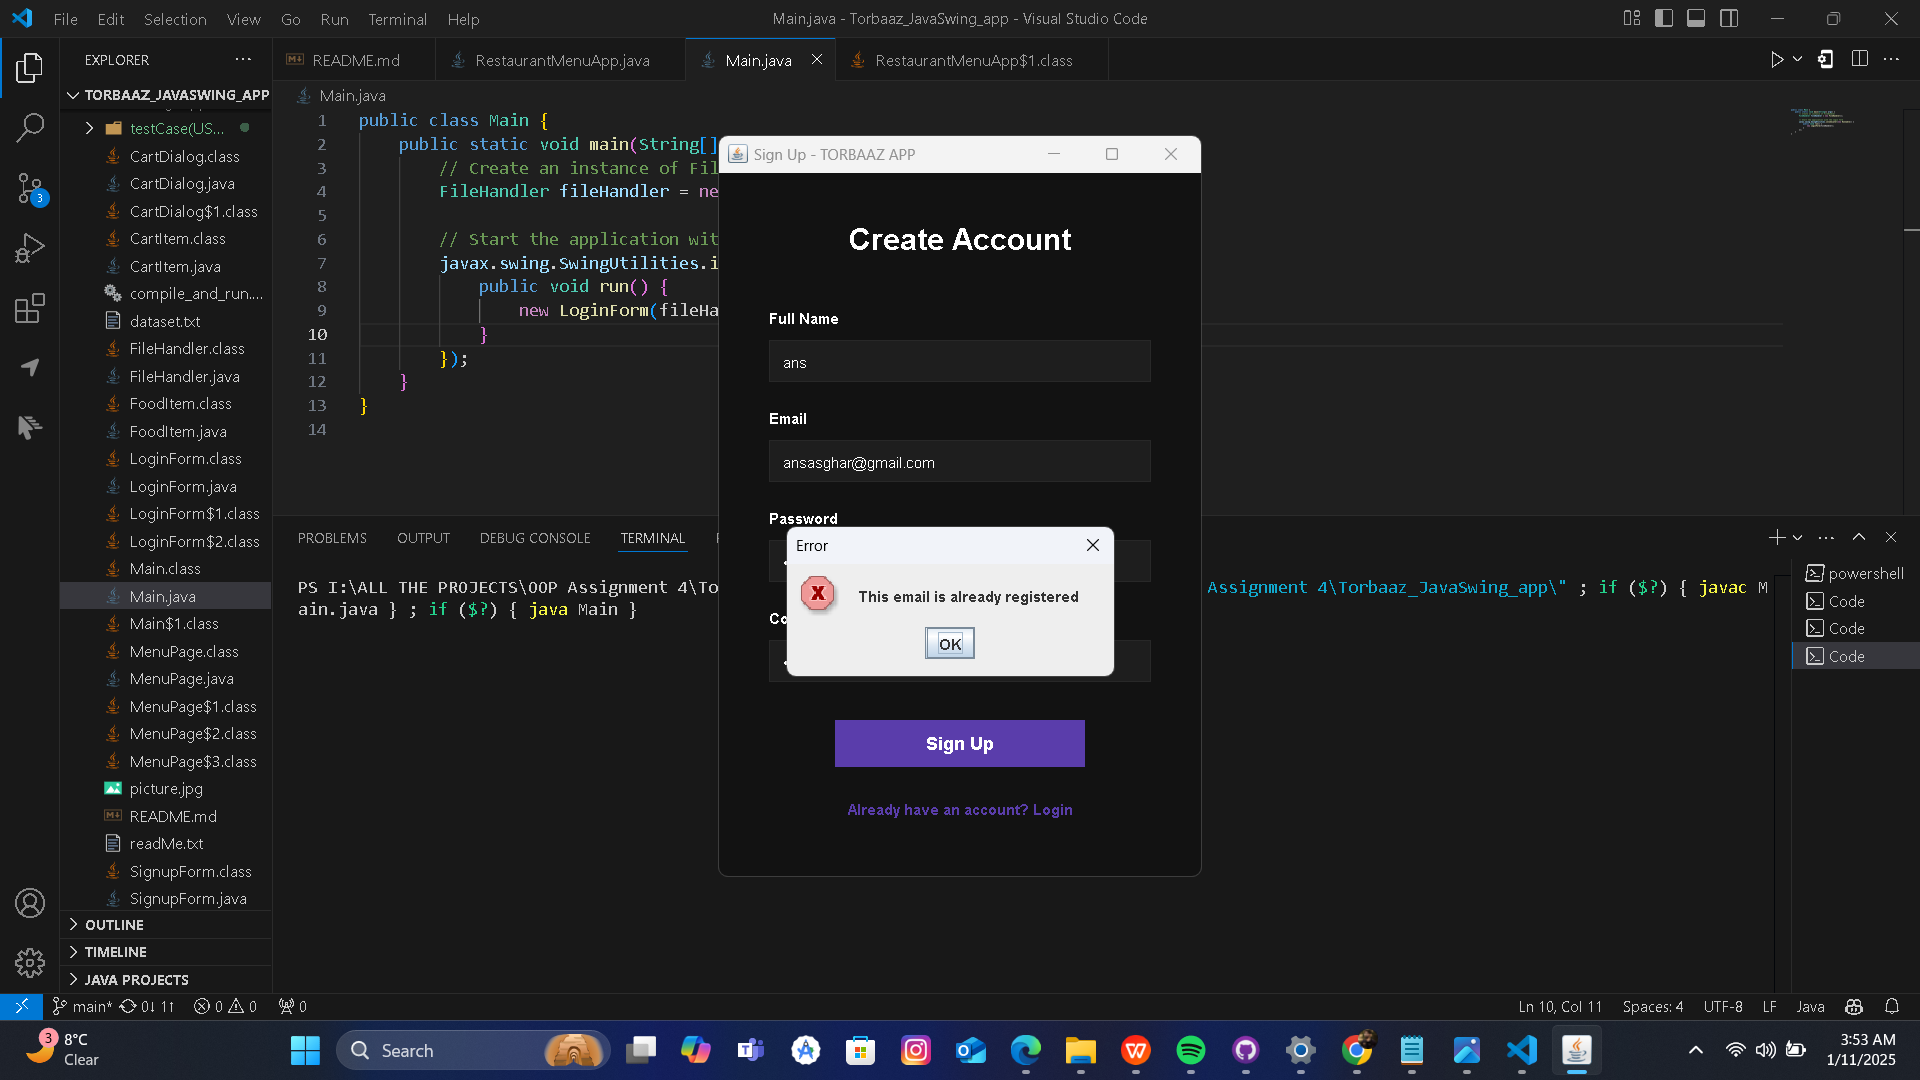 File Edit Selection View Go Run Terminal Help
Main.java - Torbaaz_JavaSwing_app - Visual Studio Code
EXPLORER
README.md
RestaurantMenuApp.java
Main.java
RestaurantMenuApp$1.class
TORBAAZ_JAVASWING_APP
testCase(US...
CartDialog.class
CartDialog.java
CartDialog$1.class
CartItem.class
CartItem.java
compile_and_run....
dataset.txt
FileHandler.class
FileHandler.java
FoodItem.class
FoodItem.java
LoginForm.class
LoginForm.java
LoginForm$1.class
LoginForm$2.class
Main.class
Main.java
Main$1.class
MenuPage.class
MenuPage.java
MenuPage$1.class
MenuPage$2.class
MenuPage$3.class
picture.jpg
README.md
readMe.txt
SignupForm.class
SignupForm.java
OUTLINE
TIMELINE
JAVA PROJECTS
3
Main.java
1 public class Main {
2 public static void main(String[]
3 // Create an instance of Fil
4 FileHandler fileHandler = ne
5
6 // Start the application wit
7 javax.swing.SwingUtilities.i
8 public void run() {
9 new LoginForm(fileHa
10 }
11 });
12 }
13 }
14
Sign Up - TORBAAZ APP
Create Account
Full Name
ans
Email
ansasghar@gmail.com
Password
Error
This email is already registered
OK
Co
Sign Up
Already have an account? Login
PROBLEMS OUTPUT DEBUG CONSOLE TERMINAL
PS I:\ALL THE PROJECTS\OOP Assignment 4\To
Assignment 4\Torbaaz_JavaSwing_app\" ; if ($?) { javac M
ain.java } ; if ($?) { java Main }
powershell
Code
Code
Code
main* 0↓ 1↑ 0 0 0
Ln 10, Col 11 Spaces: 4 UTF-8 LF Java
3
8°C
Clear
Search
3:53 AM
1/11/2025